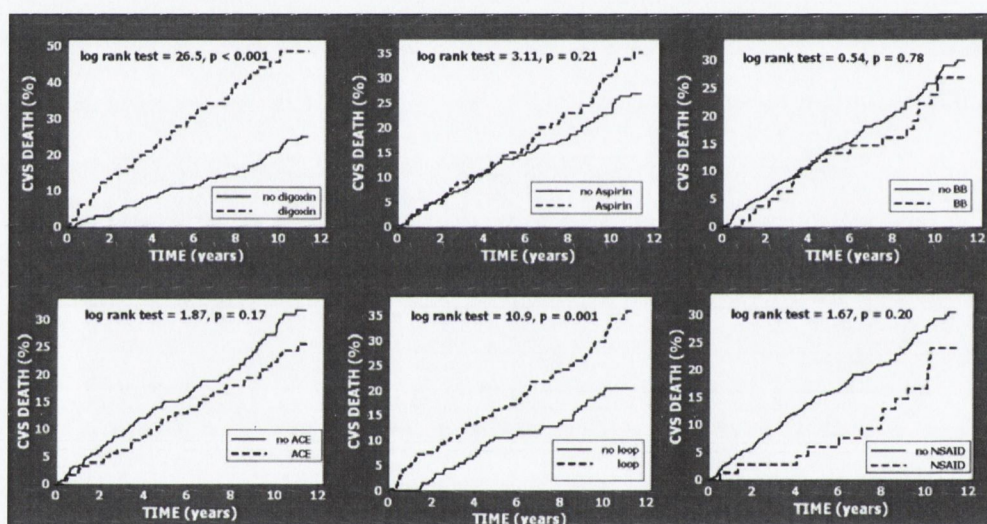 log rank test = 26.5, p < 0.001
CVS DEATH (%)
50
40
30
20
10
0
no digoxin
digoxin
0 2 4 6 8 10 12
TIME (years)
log rank test = 3.11, p = 0.21
CVS DEATH (%)
35
30
25
20
15
10
5
0
no Aspirin
Aspirin
0 2 4 6 8 10 12
TIME (years)
log rank test = 0.54, p = 0.78
CVS DEATH (%)
30
25
20
15
10
5
0
no BB
BB
0 2 4 6 8 10 12
TIME (years)
log rank test = 1.87, p = 0.17
CVS DEATH (%)
30
25
20
15
10
5
0
no ACE
ACE
0 2 4 6 8 10 12
TIME (years)
log rank test = 10.9, p = 0.001
CVS DEATH (%)
35
30
25
20
15
10
5
0
no loop
loop
0 2 4 6 8 10 12
TIME (years)
log rank test = 1.67, p = 0.20
CVS DEATH (%)
30
25
20
15
10
5
0
no NSAID
NSAID
0 2 4 6 8 10 12
TIME (years)